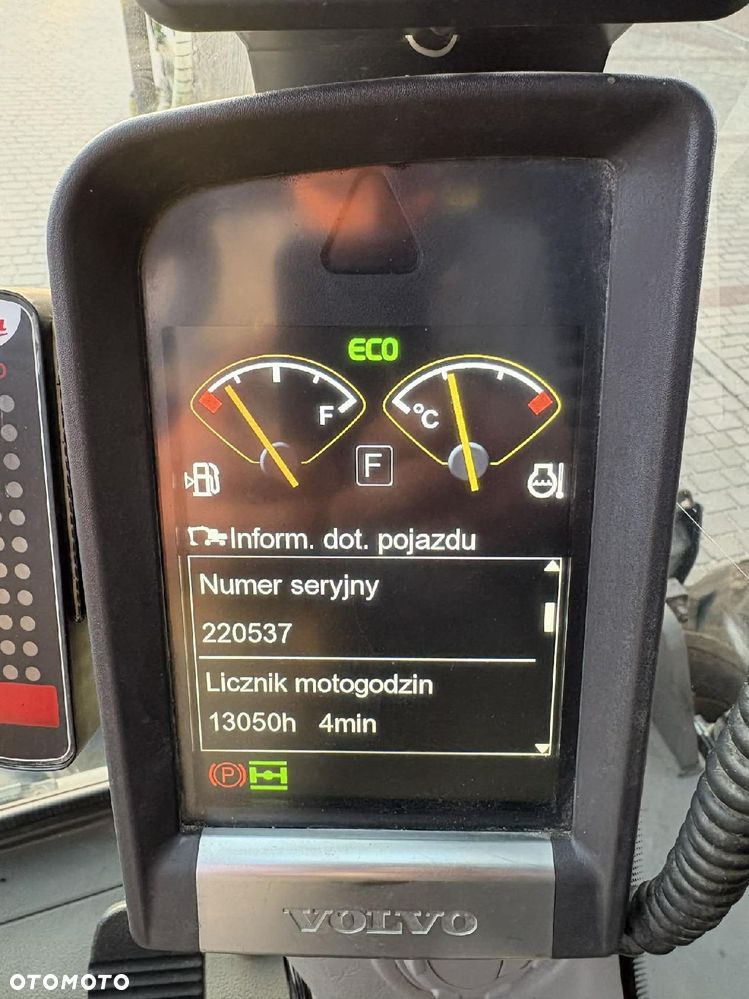 ECO
F
°C
F
Inform. dot. pojazdu
Numer seryjny
220537
Licznik motogodzin
13050h 4min
P
VOLVO
OTOMOTO